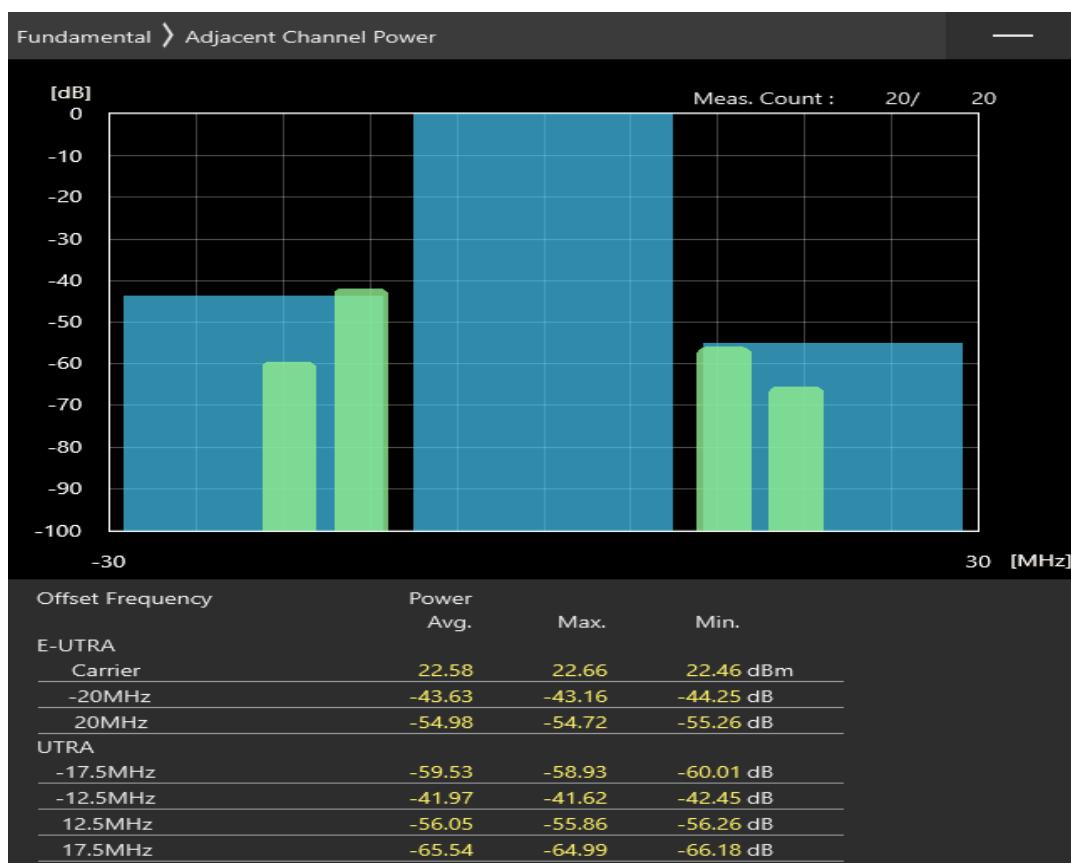 Fundamental ❯ Adjacent Channel Power
[dB]
Meas. Count : 20/ 20
0
-10
-20
-30
-40
-50
-60
-70
-80
-90
-100
-30 30 [MHz]
Offset Frequency Power
Avg. Max. Min.
E-UTRA
Carrier 22.58 22.66 22.46 dBm
-20MHz -43.63 -43.16 -44.25 dB
20MHz -54.98 -54.72 -55.26 dB
UTRA
-17.5MHz -59.53 -58.93 -60.01 dB
-12.5MHz -41.97 -41.62 -42.45 dB
12.5MHz -56.05 -55.86 -56.26 dB
17.5MHz -65.54 -64.99 -66.18 dB